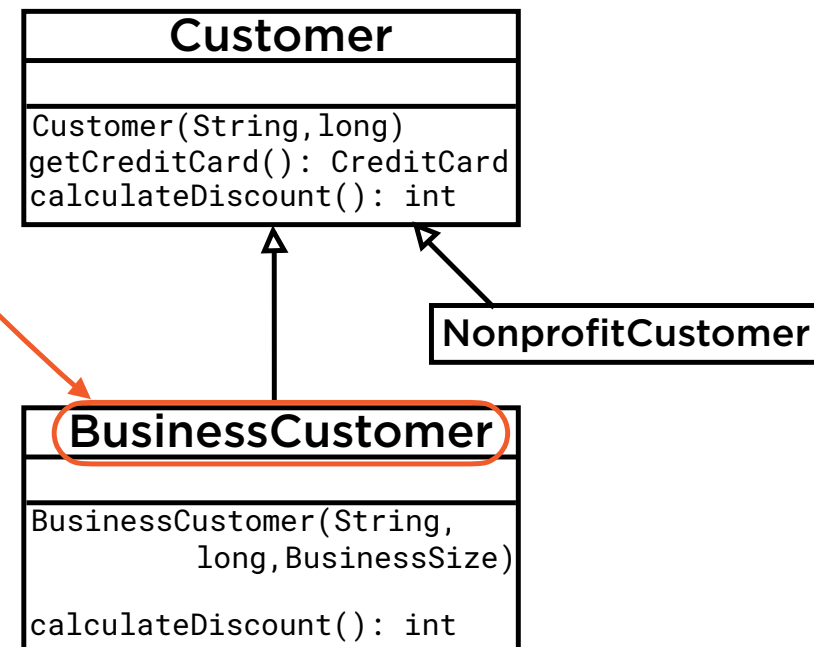 Customer
Customer(String,long)
getCreditCard(): CreditCard
calculateDiscount(): int
NonprofitCustomer
BusinessCustomer
BusinessCustomer(String,
long,BusinessSize)
calculateDiscount(): int